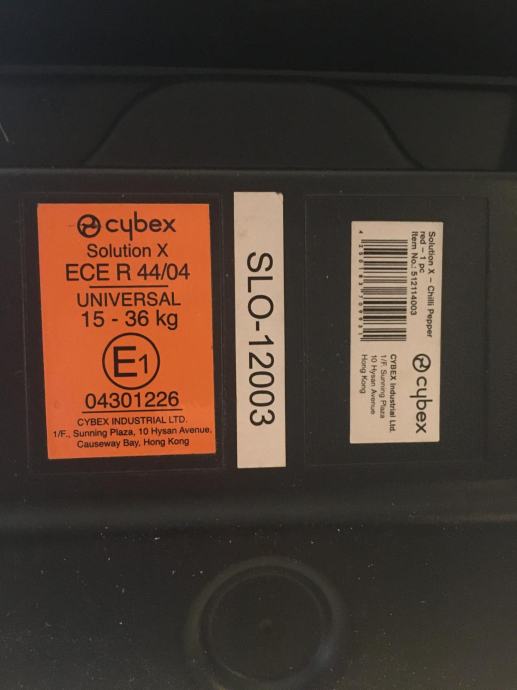 cybex
Solution X
ECE R 44/04
UNIVERSAL
15 - 36 kg
E1
04301226
CYBEX INDUSTRIAL LTD.
1/F., Sunning Plaza, 10 Hysan Avenue,
Causeway Bay, Hong Kong
SLO-12003
Solution X – Chilli Pepper
red – 1 pc
Item No.: 512114003
cybex
CYBEX Industrial Ltd.
1/F. Sunning Plaza
10 Hysan Avenue
Hong Kong